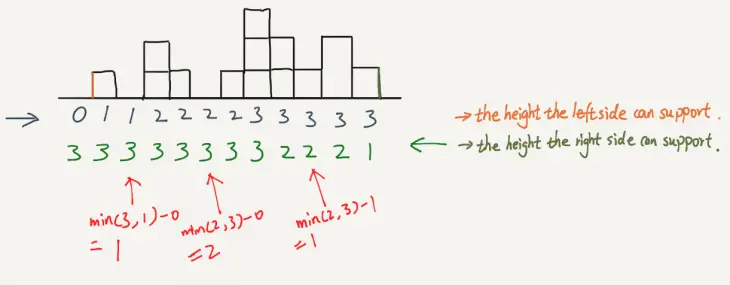 → 0 1 1 2 2 2 2 3 3 3 3 3 → the height the left side can support.
3 3 3 3 3 3 3 3 2 2 2 1 ← → the height the right side can support.
min(3,1)-0
= 1
min(2,3)-0
=2
min(2,3)-1
=1